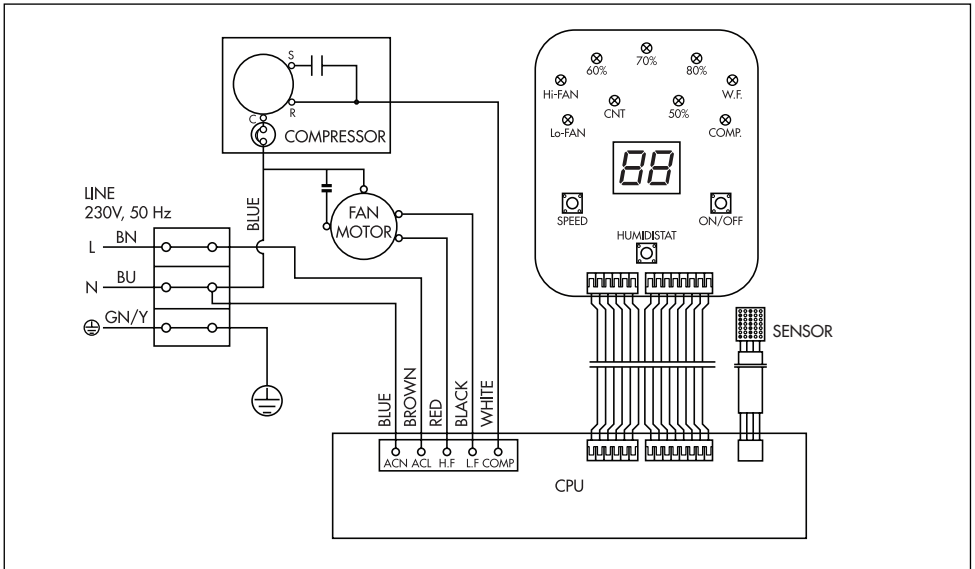 S
R
C
COMPRESSOR
60%
70%
80%
Hi-FAN
W.F.
CNT
50%
Lo-FAN
COMP.
88
SPEED
ON/OFF
HUMIDISTAT
LINE
230V, 50 Hz
BLUE
FAN
MOTOR
L
BN
N
BU
GN/Y
SENSOR
BLUE
BROWN
RED
BLACK
WHITE
ACN
ACL
H.F
L.F
COMP
CPU